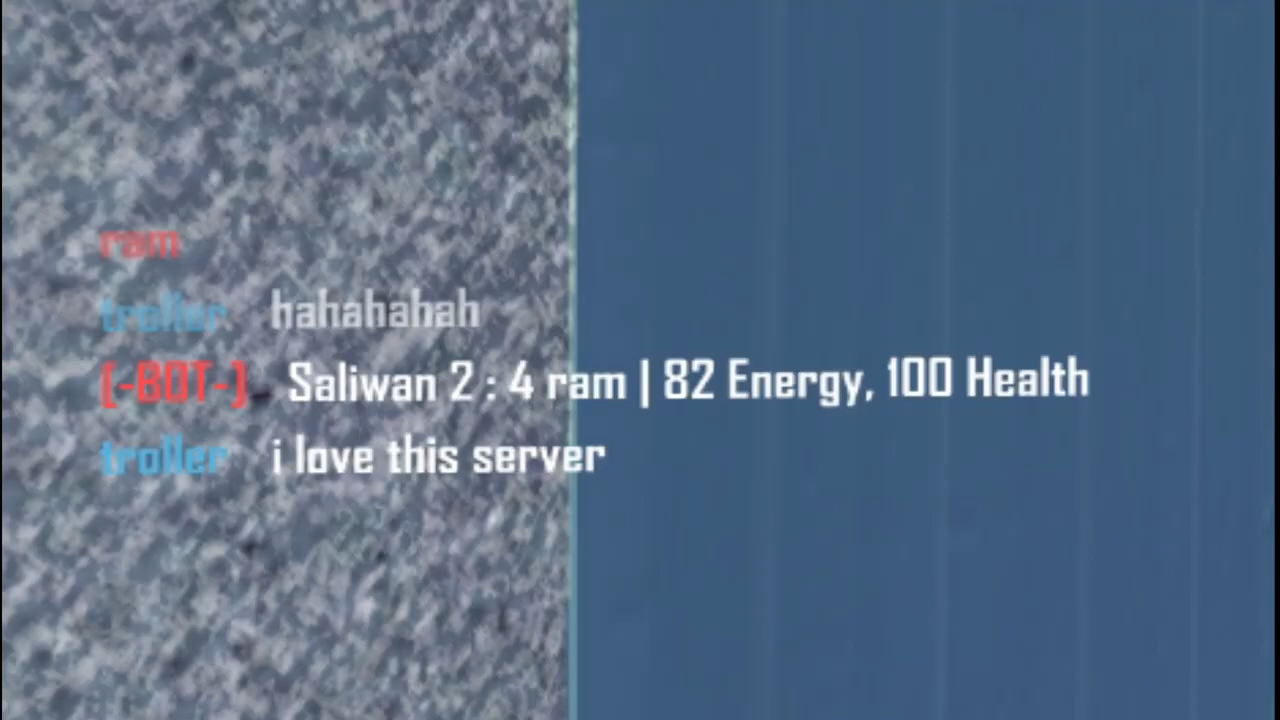 ram
troller hahahahah
(-BOT-) Saliwan 2 : 4 ram | 82 Energy, 100 Health
troller i love this server